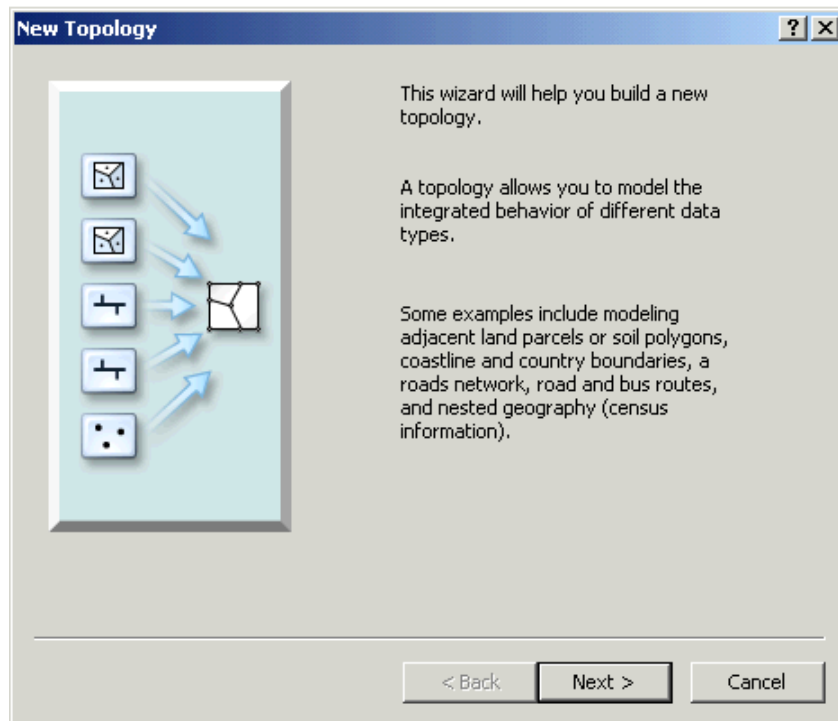 New Topology
This wizard will help you build a new
topology.
A topology allows you to model the
integrated behavior of different data
types.
Some examples include modeling
adjacent land parcels or soil polygons,
coastline and country boundaries, a
roads network, road and bus routes,
and nested geography (census
information).
< Back
Next >
Cancel